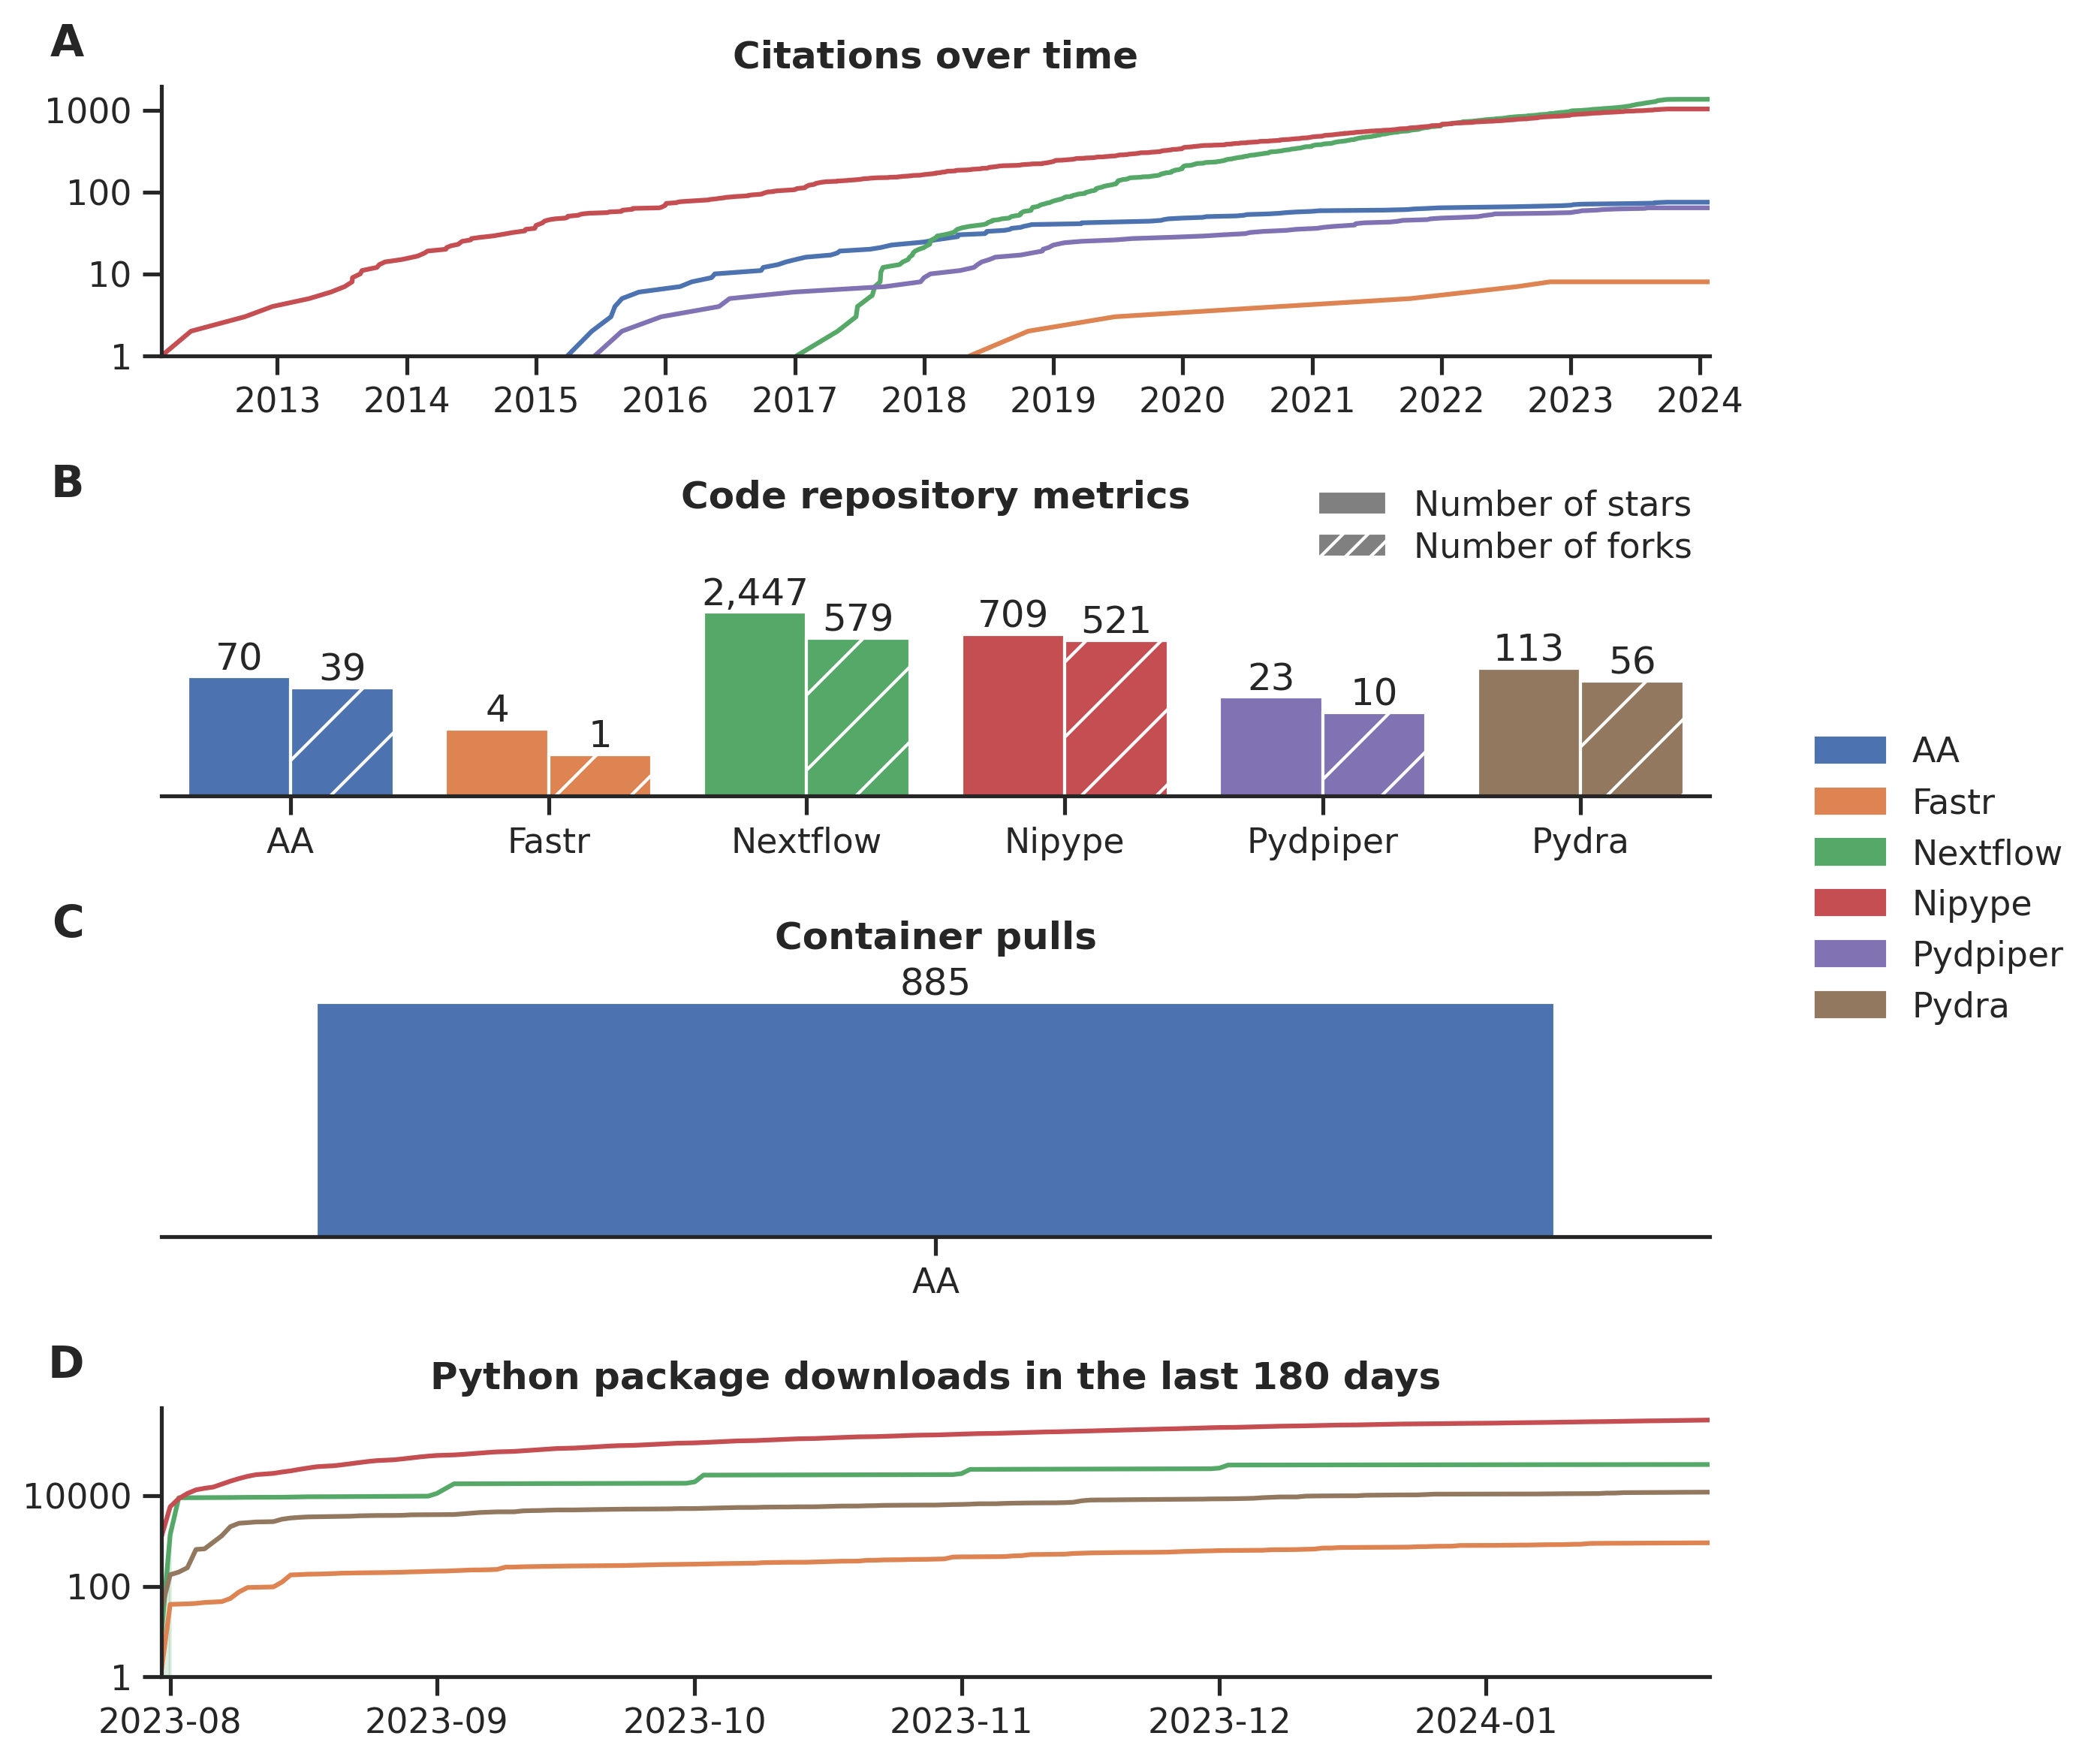 A
Citations over time
1000
100
10
1
2013 2014 2015 2016 2017 2018 2019 2020 2021 2022 2023 2024
B
Code repository metrics
Number of stars
Number of forks
70 39 4 1 2,447 579 709 521 23 10 113 56
AA Fastr Nextflow Nipype Pydpiper Pydra
C
Container pulls
885
AA
D
Python package downloads in the last 180 days
10000
100
1
2023-08 2023-09 2023-10 2023-11 2023-12 2024-01
AA
Fastr
Nextflow
Nipype
Pydpiper
Pydra